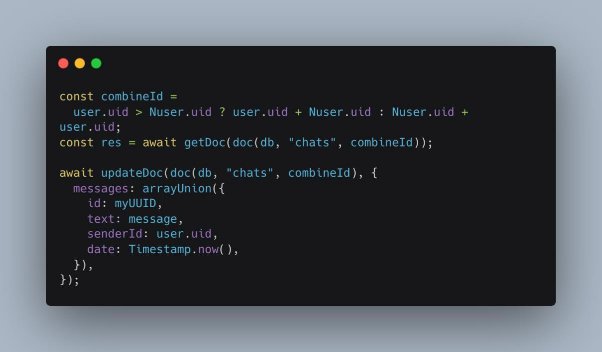 const combineId =
user.uid > Nuser.uid ? user.uid + Nuser.uid : Nuser.uid +
user.uid;
const res = await getDoc(doc(db, "chats", combineId));
await updateDoc(doc(db, "chats", combineId), {
messages: arrayUnion({
id: myUUID,
text: message,
senderId: user.uid,
date: Timestamp.now(),
}),
});